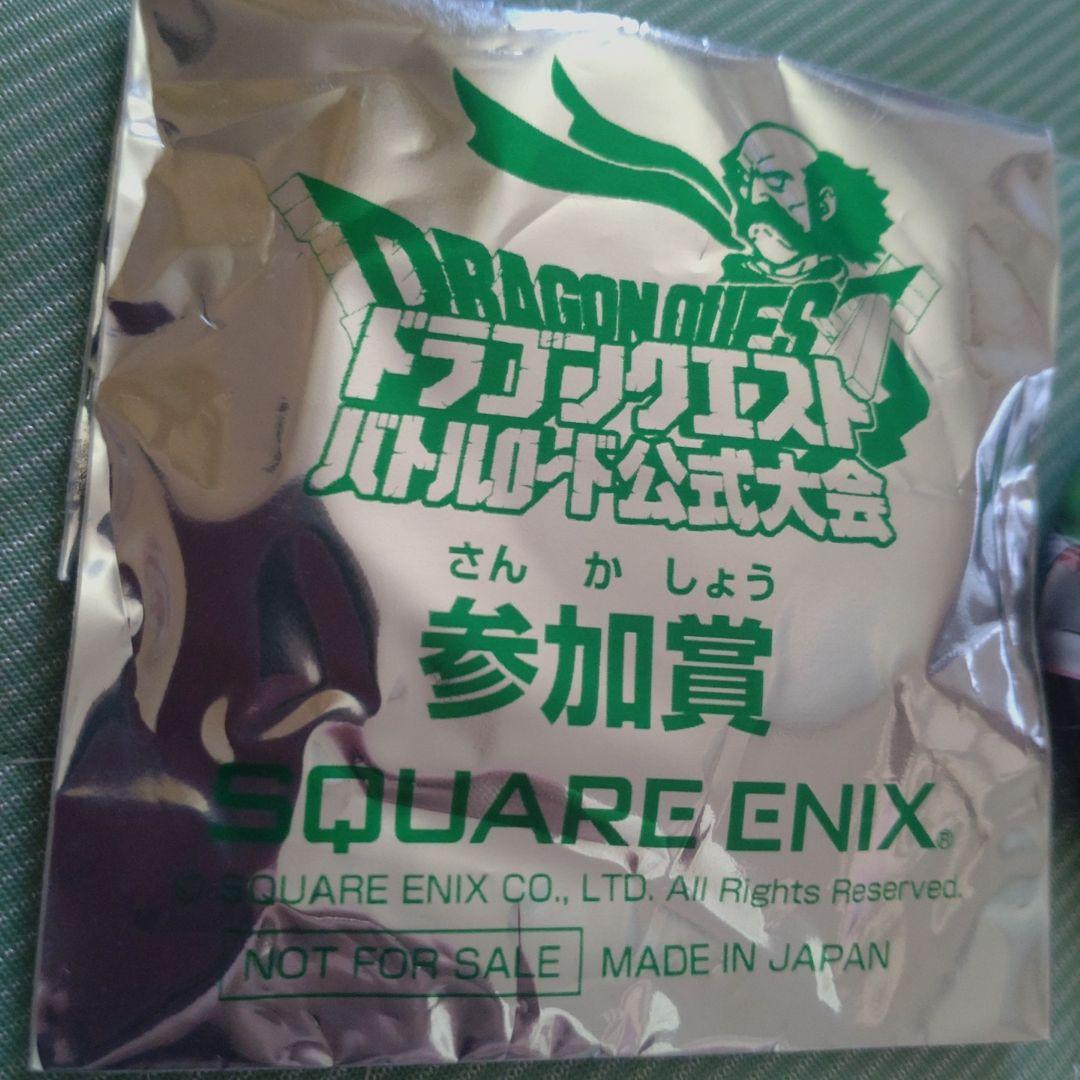 DRAGON QUEST
ドラゴンクエスト
バトルロード公式大会
さん か しょう
参加賞
SQUARE ENIX®
© SQUARE ENIX CO., LTD. All Rights Reserved.
NOT FOR SALE MADE IN JAPAN